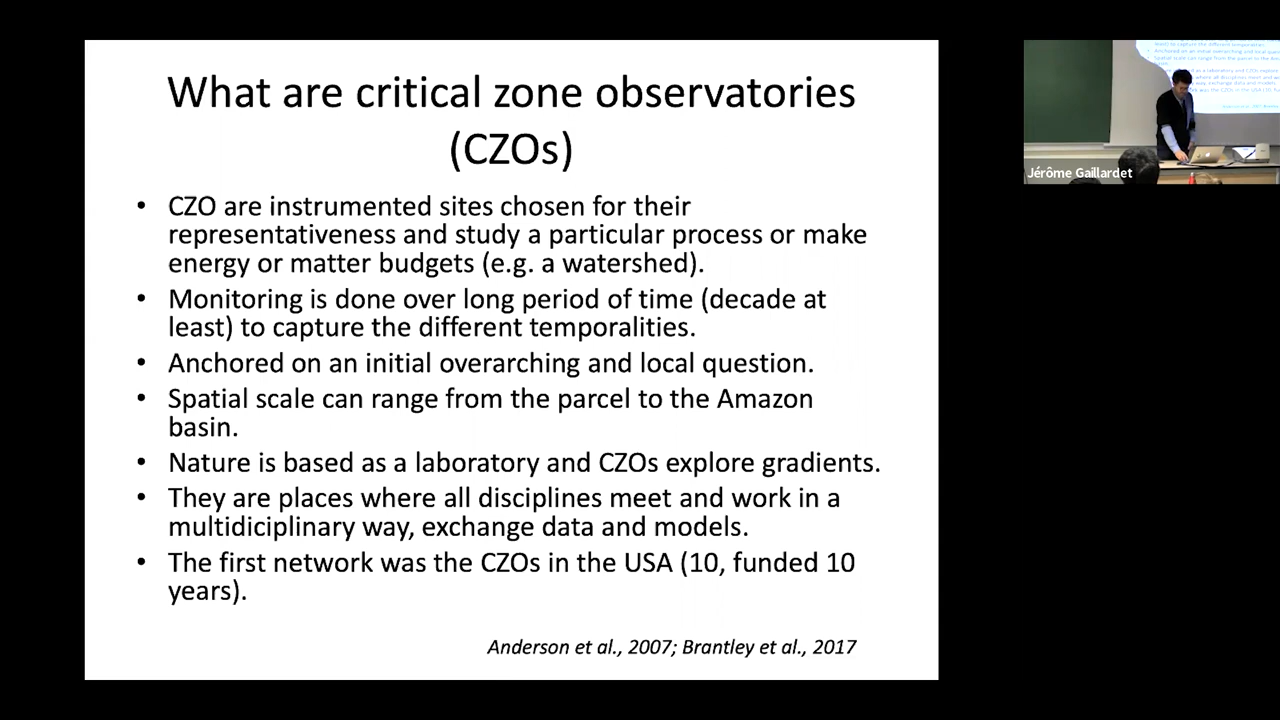 What are critical zone observatories
(CZOs)
• CZO are instrumented sites chosen for their
representativeness and study a particular process or make
energy or matter budgets (e.g. a watershed).
• Monitoring is done over long period of time (decade at
least) to capture the different temporalities.
• Anchored on an initial overarching and local question.
• Spatial scale can range from the parcel to the Amazon
basin.
• Nature is based as a laboratory and CZOs explore gradients.
• They are places where all disciplines meet and work in a
multidiciplinary way, exchange data and models.
• The first network was the CZOs in the USA (10, funded 10
years).
Anderson et al., 2007; Brantley et al., 2017
Jérôme Gaillardet